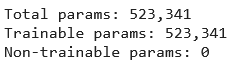 Total params: 523,341
Trainable params: 523,341
Non-trainable params: 0